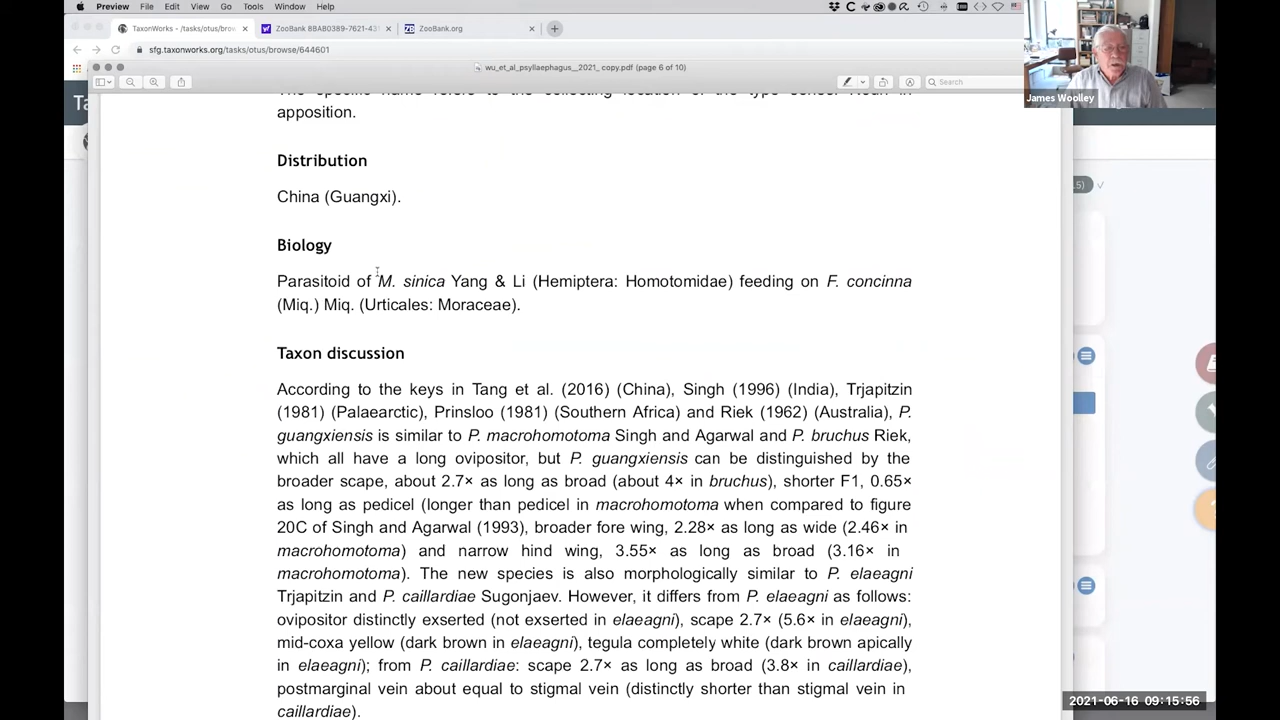 Preview File Edit View Go Tools Window Help
TaxonWorks - /tasks/otus/brow × ZooBank 8BAB0389-7621-43 × ZooBank.org ×
sfg.taxonworks.org/tasks/otus/browse/644601
wu_et_al_psyllaephagus__2021_ copy.pdf (page 6 of 10)
Search
James Woolley
apposition.
Distribution
China (Guangxi).
Biology
Parasitoid of M. sinica Yang & Li (Hemiptera: Homotomidae) feeding on F. concinna
(Miq.) Miq. (Urticales: Moraceae).
Taxon discussion
According to the keys in Tang et al. (2016) (China), Singh (1996) (India), Trjapitzin
(1981) (Palaearctic), Prinsloo (1981) (Southern Africa) and Riek (1962) (Australia), P.
guangxiensis is similar to P. macrohomotoma Singh and Agarwal and P. bruchus Riek,
which all have a long ovipositor, but P. guangxiensis can be distinguished by the
broader scape, about 2.7× as long as broad (about 4× in bruchus), shorter F1, 0.65×
as long as pedicel (longer than pedicel in macrohomotoma when compared to figure
20C of Singh and Agarwal (1993), broader fore wing, 2.28× as long as wide (2.46× in
macrohomotoma) and narrow hind wing, 3.55× as long as broad (3.16× in
macrohomotoma). The new species is also morphologically similar to P. elaeagni
Trjapitzin and P. caillardiae Sugonjaev. However, it differs from P. elaeagni as follows:
ovipositor distinctly exserted (not exserted in elaeagni), scape 2.7× (5.6× in elaeagni),
mid-coxa yellow (dark brown in elaeagni), tegula completely white (dark brown apically
in elaeagni); from P. caillardiae: scape 2.7× as long as broad (3.8× in caillardiae),
postmarginal vein about equal to stigmal vein (distinctly shorter than stigmal vein in
caillardiae).
2021-06-16 09:15:56